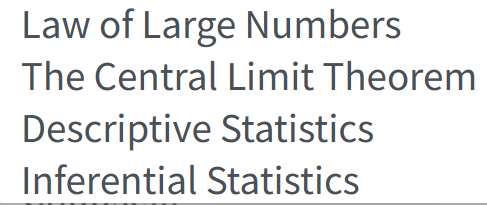 Law of Large Numbers
The Central Limit Theorem
Descriptive Statistics
Inferential Statistics